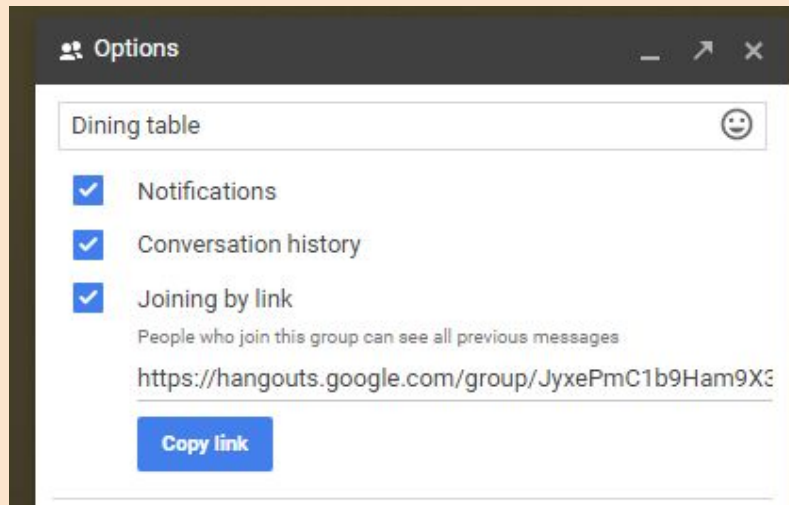 Options
Dining table
Notifications
Conversation history
Joining by link
People who join this group can see all previous messages
https://hangouts.google.com/group/JyxePmC1b9Ham9X3
Copy link